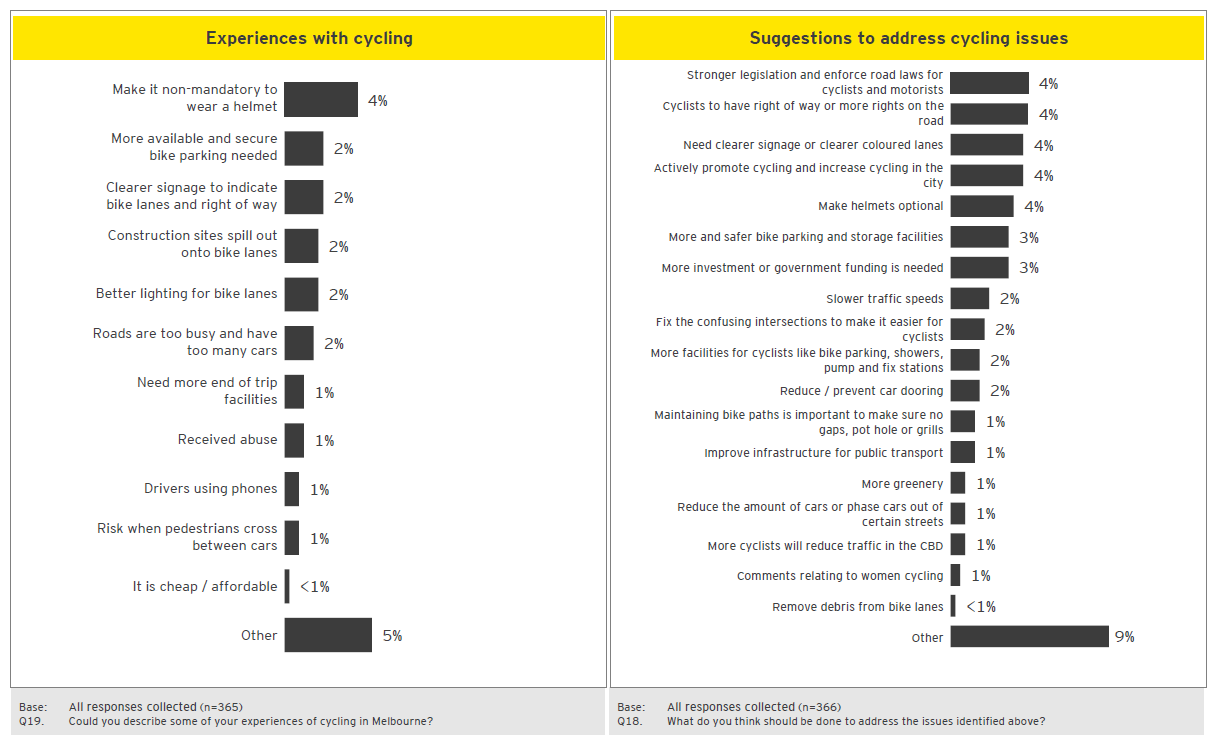 Experiences with cycling
Make it non-mandatory to
wear a helmet
4%
More available and secure
bike parking needed
2%
Clearer signage to indicate
bike lanes and right of way
2%
Construction sites spill out
onto bike lanes
2%
Better lighting for bike lanes
2%
Roads are too busy and have
too many cars
2%
Need more end of trip
facilities
1%
Received abuse
1%
Drivers using phones
1%
Risk when pedestrians cross
between cars
1%
It is cheap / affordable
<1%
Other
5%
Base: All responses collected (n=365)
Q19. Could you describe some of your experiences of cycling in Melbourne?
Suggestions to address cycling issues
Stronger legislation and enforce road laws for
cyclists and motorists
4%
Cyclists to have right of way or more rights on the
road
4%
Need clearer signage or clearer coloured lanes
4%
Actively promote cycling and increase cycling in the
city
4%
Make helmets optional
4%
More and safer bike parking and storage facilities
3%
More investment or government funding is needed
3%
Slower traffic speeds
2%
Fix the confusing intersections to make it easier for
cyclists
2%
More facilities for cyclists like bike parking, showers,
pump and fix stations
2%
Reduce / prevent car dooring
2%
Maintaining bike paths is important to make sure no
gaps, pot hole or grills
1%
Improve infrastructure for public transport
1%
More greenery
1%
Reduce the amount of cars or phase cars out of
certain streets
1%
More cyclists will reduce traffic in the CBD
1%
Comments relating to women cycling
1%
Remove debris from bike lanes
<1%
Other
9%
Base: All responses collected (n=366)
Q18. What do you think should be done to address the issues identified above?